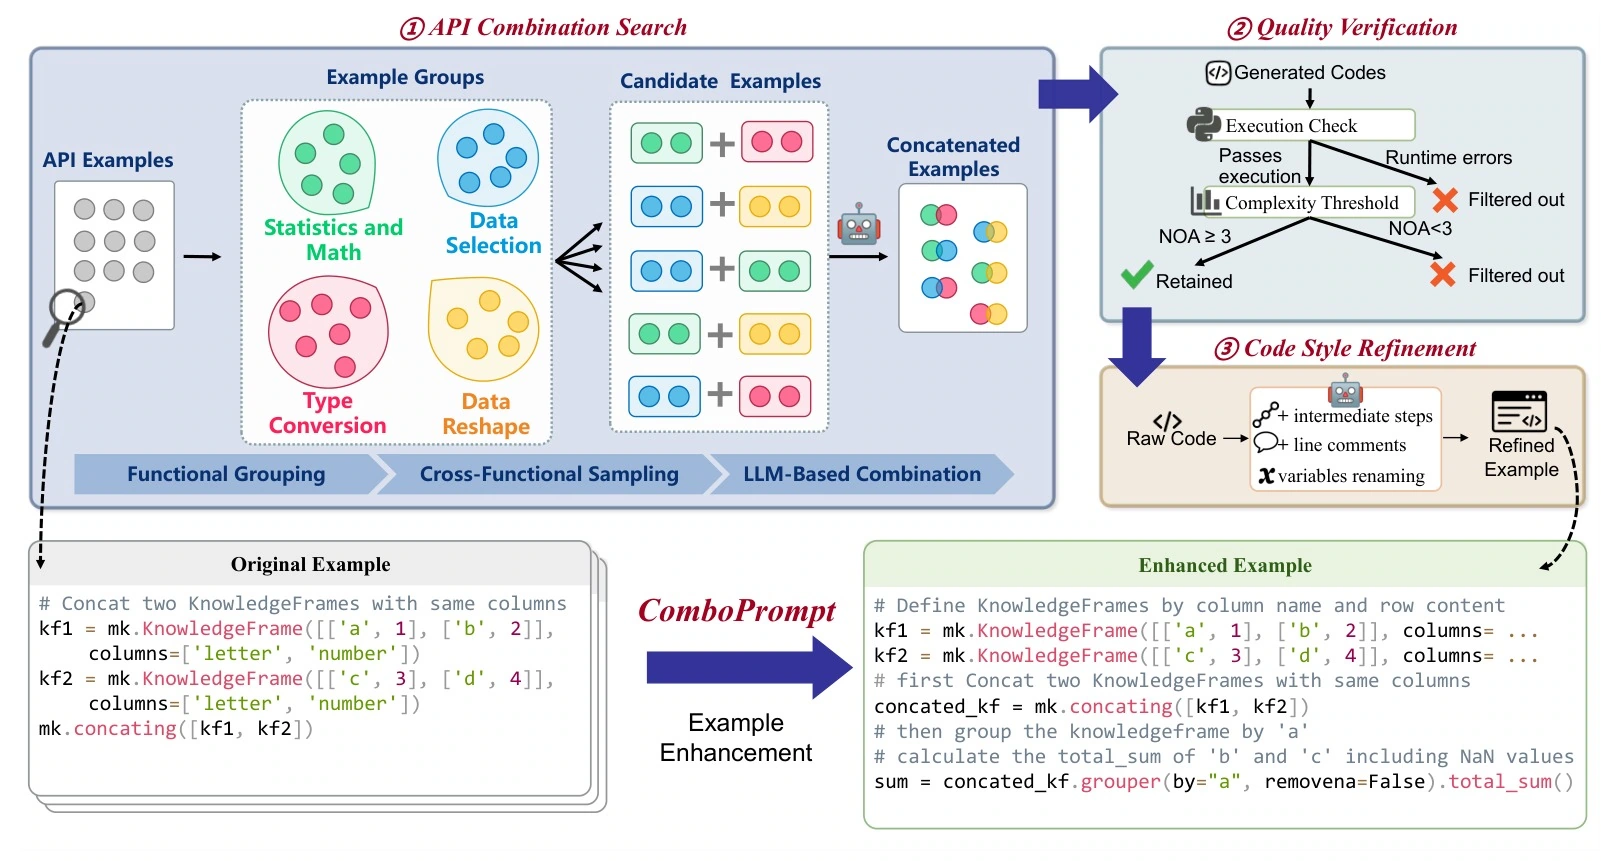 ① API Combination Search
Example Groups
Candidate Examples
API Examples
Statistics and
Math
Data
Selection
Type
Conversion
Data
Reshape
Concatenated
Examples
Functional Grouping
Cross-Functional Sampling
LLM-Based Combination
② Quality Verification
Generated Codes
Execution Check
Passes
execution
Runtime errors
Complexity Threshold
Filtered out
NOA ≥ 3
NOA<3
Retained
Filtered out
③ Code Style Refinement
Raw Code
+ intermediate steps
+ line comments
x variables renaming
Refined
Example
Original Example
# Concat two KnowledgeFrames with same columns
kf1 = mk.KnowledgeFrame([['a', 1], ['b', 2]],
columns=['letter', 'number'])
kf2 = mk.KnowledgeFrame([['c', 3], ['d', 4]],
columns=['letter', 'number'])
mk.concating([kf1, kf2])
ComboPrompt
Example
Enhancement
Enhanced Example
# Define KnowledgeFrames by column name and row content
kf1 = mk.KnowledgeFrame([['a', 1], ['b', 2]], columns= ...
kf2 = mk.KnowledgeFrame([['c', 3], ['d', 4]], columns= ...
# first Concat two KnowledgeFrames with same columns
concated_kf = mk.concating([kf1, kf2])
# then group the knowledgeframe by 'a'
# calculate the total_sum of 'b' and 'c' including NaN values
sum = concated_kf.grouper(by="a", removena=False).total_sum()